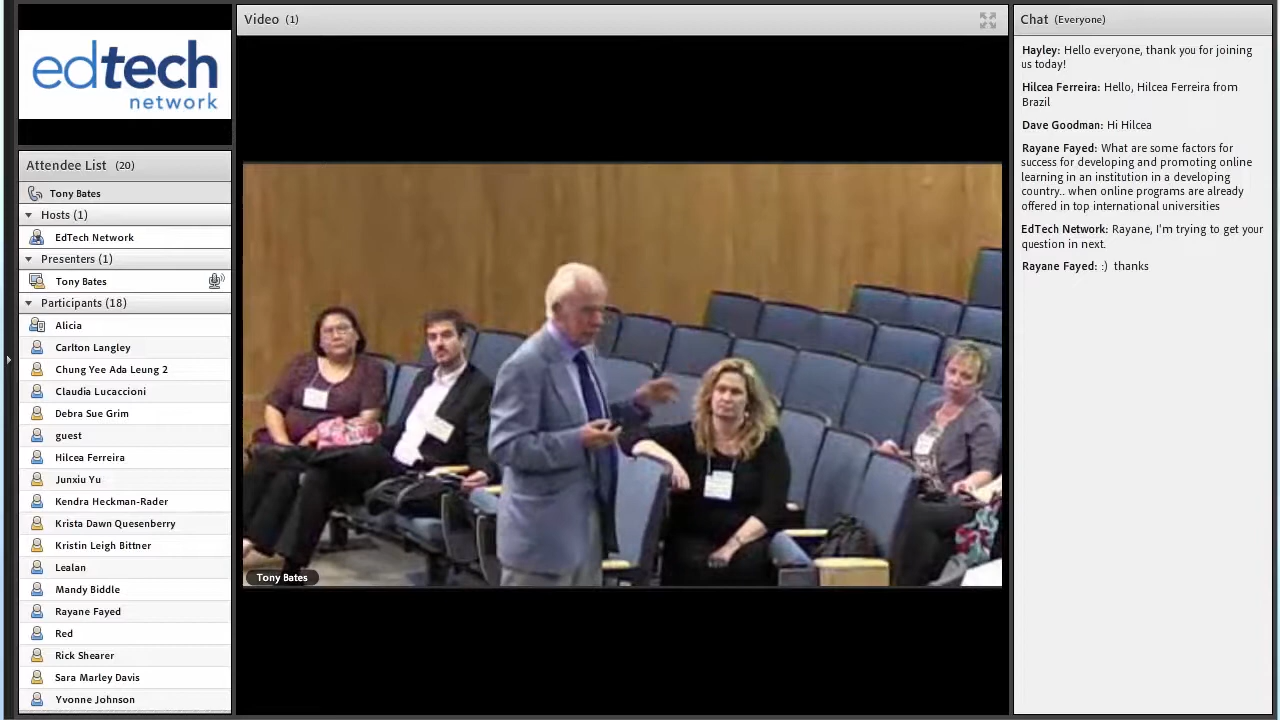 edtech
network
Attendee List (20)
Tony Bates
Hosts (1)
EdTech Network
Presenters (1)
Tony Bates
Participants (18)
Alicia
Carlton Langley
Chung Yee Ada Leung 2
Claudia Lucaccioni
Debra Sue Grim
guest
Hilcea Ferreira
Junxiu Yu
Kendra Heckman-Rader
Krista Dawn Quesenberry
Kristin Leigh Bittner
Lealan
Mandy Biddle
Rayane Fayed
Red
Rick Shearer
Sara Marley Davis
Yvonne Johnson
Video (1)
Tony Bates
Chat (Everyone)
Hayley: Hello everyone, thank you for joining
us today!
Hilcea Ferreira: Hello, Hilcea Ferreira from
Brazil
Dave Goodman: Hi Hilcea
Rayane Fayed: What are some factors for
success for developing and promoting online
learning in an institution in a developing
country.. when online programs are already
offered in top international universities
EdTech Network: Rayane, I'm trying to get your
question in next.
Rayane Fayed: :) thanks